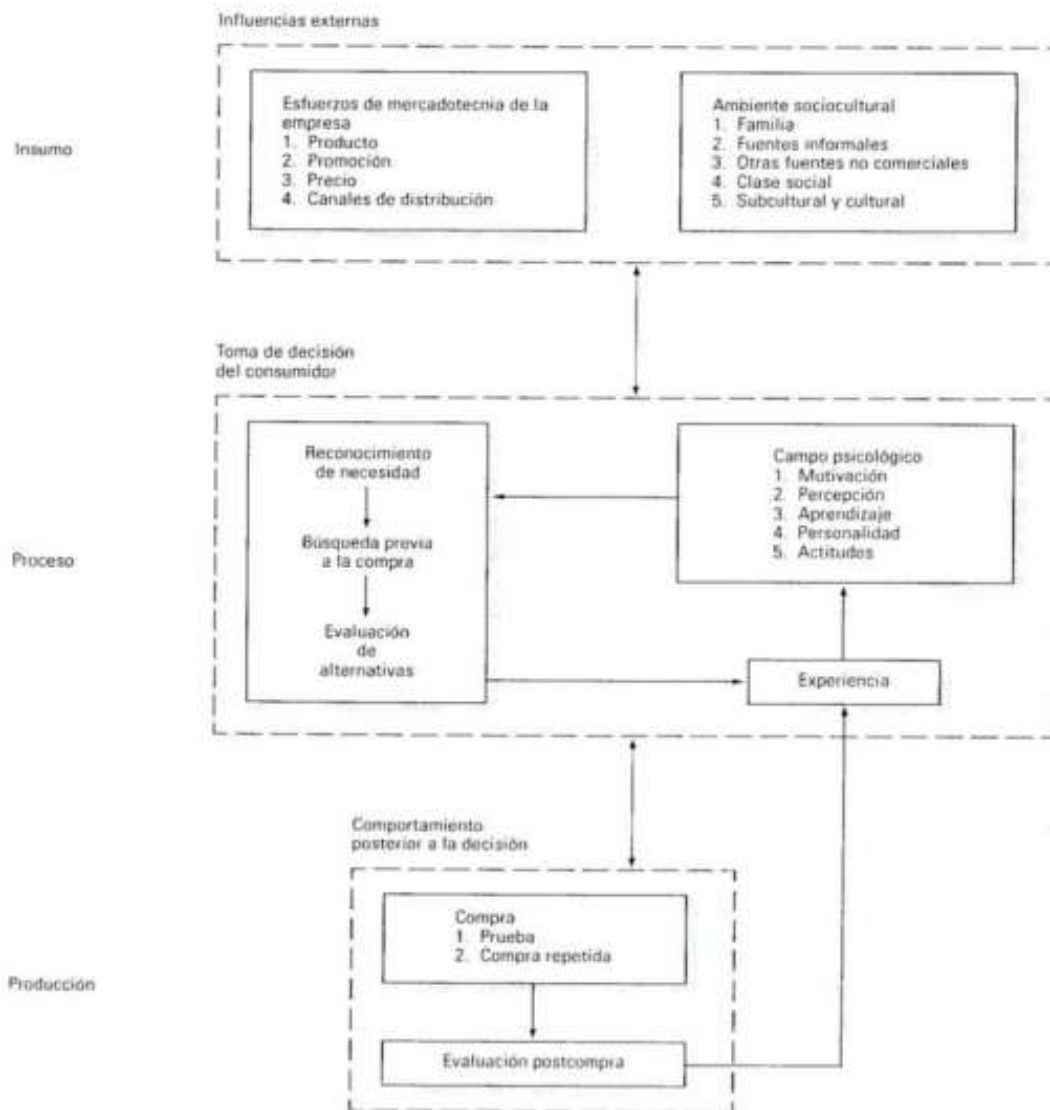 Influencias externas
Insumo
Esfuerzos de mercadotecnia de la
empresa
1. Producto
2. Promoción
3. Precio
4. Canales de distribución
Ambiente sociocultural
1. Familia
2. Fuentes informales
3. Otras fuentes no comerciales
4. Clase social
5. Subcultural y cultural
Toma de decisión
del consumidor
Proceso
Reconocimiento
de necesidad
Búsqueda previa
a la compra
Evaluación
de
alternativas
Campo psicológico
1. Motivación
2. Percepción
3. Aprendizaje
4. Personalidad
5. Actitudes
Experiencia
Comportamiento
posterior a la decisión
Producción
Compra
1. Prueba
2. Compra repetida
Evaluación postcompra